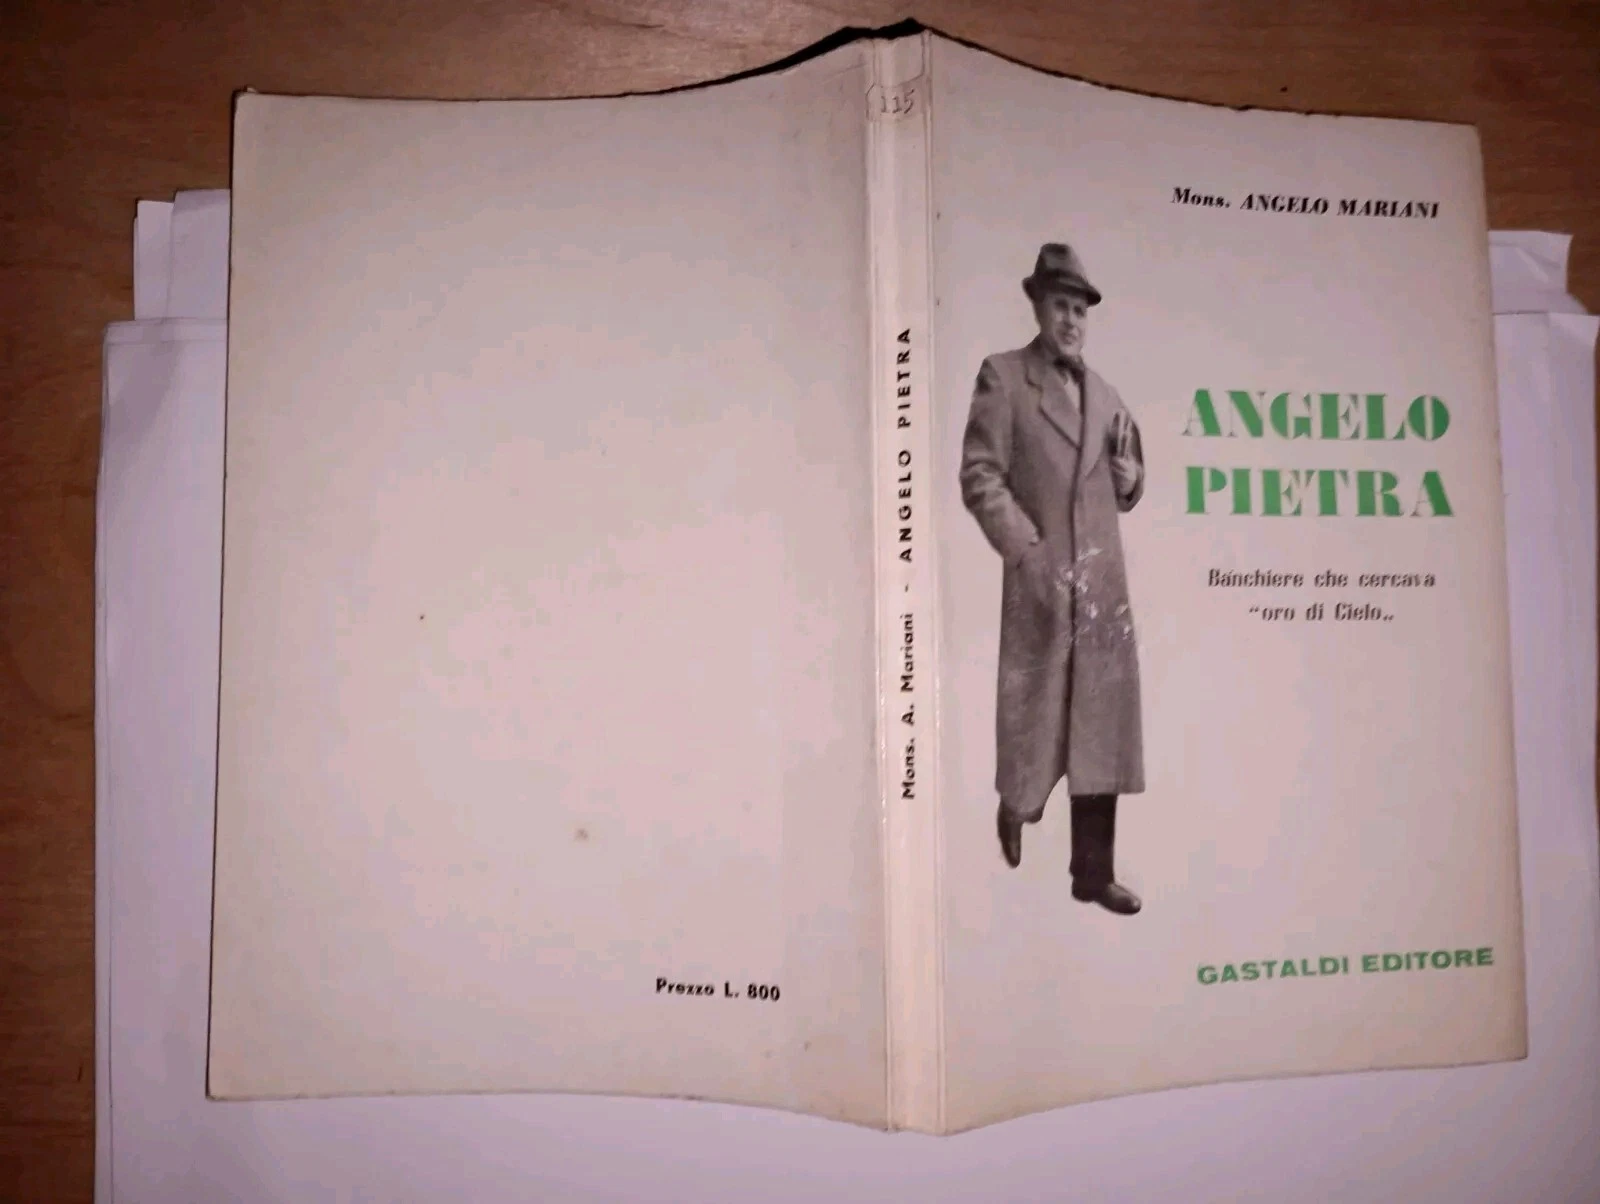 Mons. ANGELO MARIANI
ANGELO
PIETRA
Banchiere che cercava
"oro di Cielo„
GASTALDI EDITORE
115
Mons. A. Mariani - ANGELO PIETRA
Prezzo L. 800